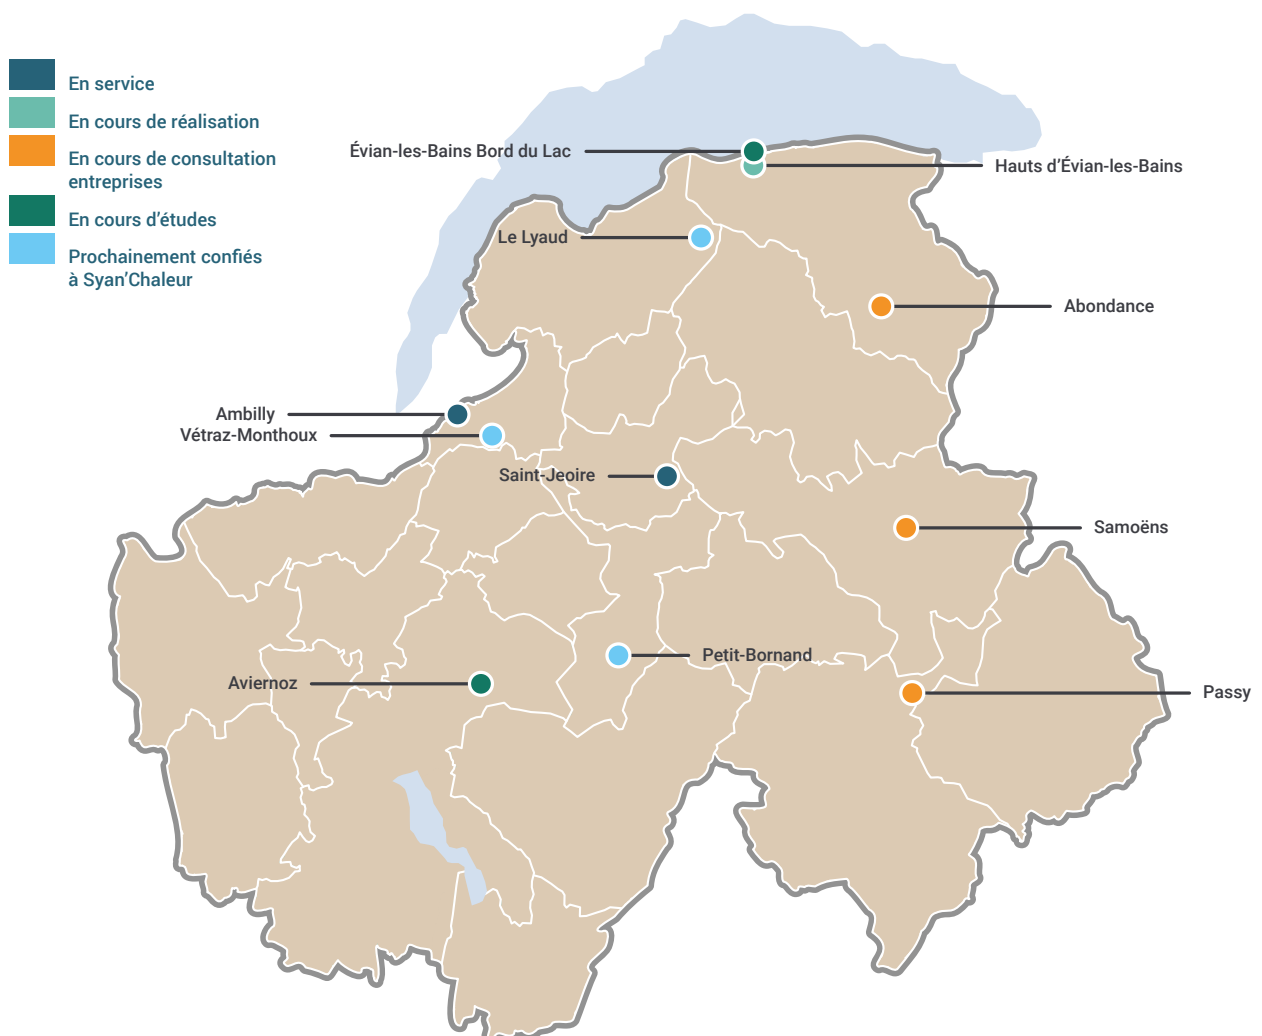 En service
En cours de réalisation
En cours de consultation
entreprises
En cours d'études
Prochainement confiés
à Syan'Chaleur
Évian-les-Bains Bord du Lac
Hauts d'Évian-les-Bains
Le Lyaud
Abondance
Ambilly
Vétraz-Monthoux
Saint-Jeoire
Samoëns
Petit-Bornand
Aviernoz
Passy